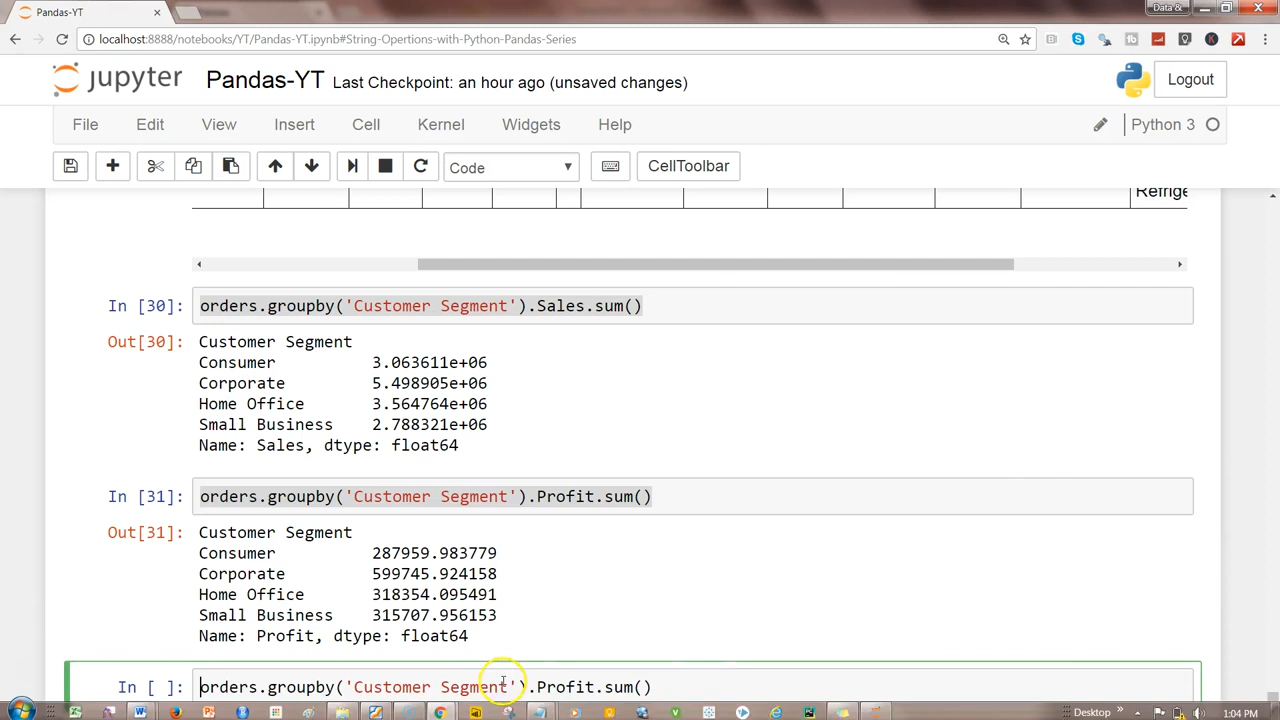 Pandas-YT
Data &
localhost:8888/notebooks/YT/Pandas-YT.ipynb#String-Opertions-with-Python-Pandas-Series
jupyter Pandas-YT Last Checkpoint: an hour ago (unsaved changes) Logout
File Edit View Insert Cell Kernel Widgets Help Python 3
Code CellToolbar
Refrige
In [30]: orders.groupby('Customer Segment').Sales.sum()
Out[30]: Customer Segment
Consumer 3.063611e+06
Corporate 5.498905e+06
Home Office 3.564764e+06
Small Business 2.788321e+06
Name: Sales, dtype: float64
In [31]: orders.groupby('Customer Segment').Profit.sum()
Out[31]: Customer Segment
Consumer 287959.983779
Corporate 599745.924158
Home Office 318354.095491
Small Business 315707.956153
Name: Profit, dtype: float64
In [ ]: orders.groupby('Customer Segment').Profit.sum()
Desktop 1:04 PM